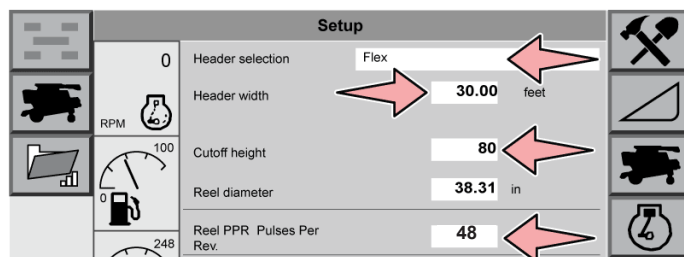 Setup
0
RPM
Header selection Flex
Header width 30.00 feet
100
0
Cutoff height 80
Reel diameter 38.31 in
248
Reel PPR Pulses Per
Rev.
48